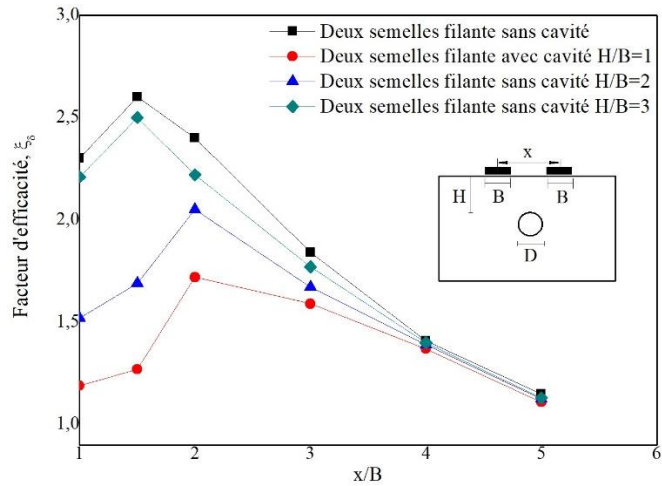 3,0
2,5
2,0
1,5
1,0
Facteur d'efficacité, ξδ
Deux semelles filante sans cavité
Deux semelles filante avec cavité H/B=1
Deux semelles filante sans cavité H/B=2
Deux semelles filante sans cavité H/B=3
x
H
B
B
D
1 2 3 4 5 6
x/B